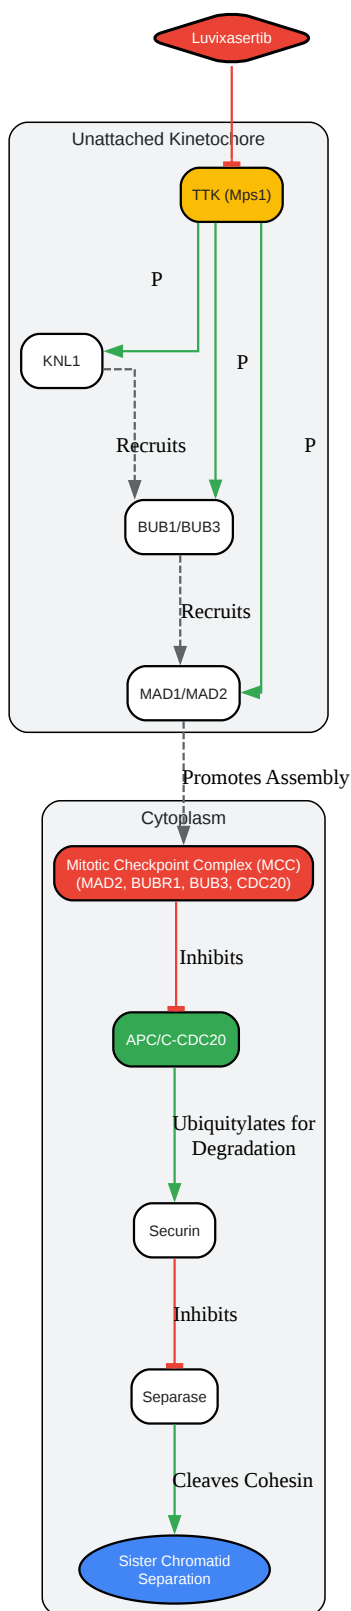 Luvixasertib
Unattached Kinetochore
TTK (Mps1)
P
KNL1
P
Recruits
P
BUB1/BUB3
Recruits
MAD1/MAD2
Promotes Assembly
Cytoplasm
Mitotic Checkpoint Complex (MCC)
(MAD2, BUBR1, BUB3, CDC20)
Inhibits
APC/C-CDC20
Ubiquitylates for
Degradation
Securin
Inhibits
Separase
Cleaves Cohesin
Sister Chromatid
Separation